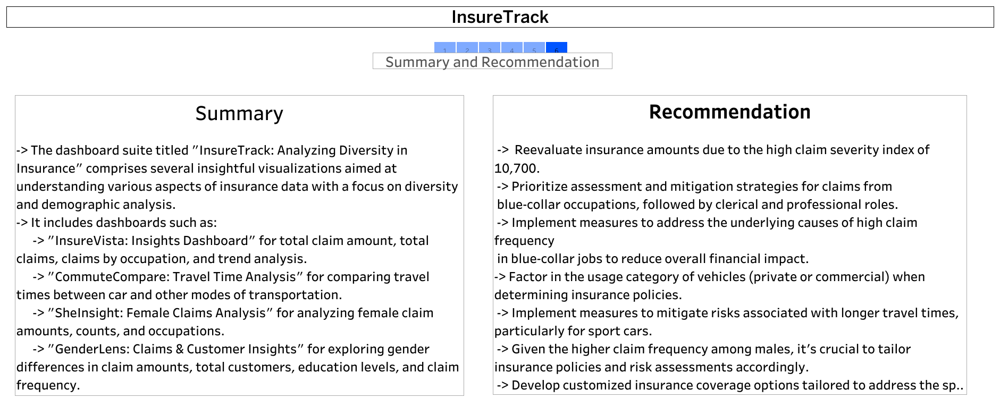 InsureTrack
1 2 3 4 5 6
Summary and Recommendation
Summary
-> The dashboard suite titled "InsureTrack: Analyzing Diversity in
Insurance" comprises several insightful visualizations aimed at
understanding various aspects of insurance data with a focus on diversity
and demographic analysis.
-> It includes dashboards such as:
-> "InsureVista: Insights Dashboard" for total claim amount, total
claims, claims by occupation, and trend analysis.
-> "CommuteCompare: Travel Time Analysis" for comparing travel
times between car and other modes of transportation.
-> "SheInsight: Female Claims Analysis" for analyzing female claim
amounts, counts, and occupations.
-> "GenderLens: Claims & Customer Insights" for exploring gender
differences in claim amounts, total customers, education levels, and claim
frequency.
Recommendation
-> Reevaluate insurance amounts due to the high claim severity index of
10,700.
-> Prioritize assessment and mitigation strategies for claims from
blue-collar occupations, followed by clerical and professional roles.
-> Implement measures to address the underlying causes of high claim
frequency
in blue-collar jobs to reduce overall financial impact.
-> Factor in the usage category of vehicles (private or commercial) when
determining insurance policies.
-> Implement measures to mitigate risks associated with longer travel times,
particularly for sport cars.
-> Given the higher claim frequency among males, it's crucial to tailor
insurance policies and risk assessments accordingly.
-> Develop customized insurance coverage options tailored to address the sp..